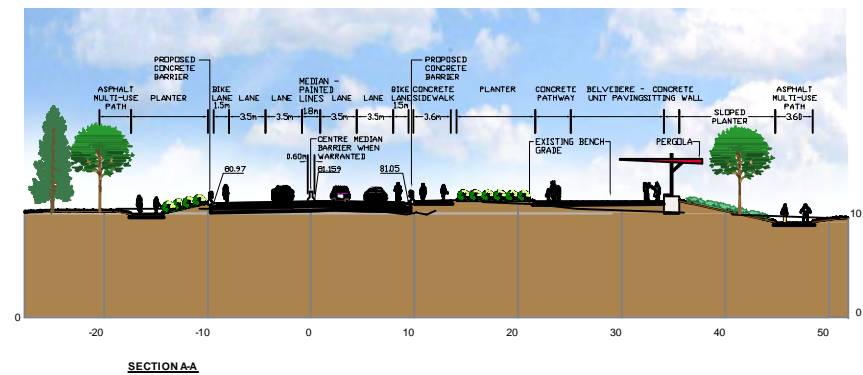 PROPOSED
CONCRETE
BARRIER
PROPOSED
CONCRETE
BARRIER
ASPHALT
MULTI-USE
PATH
PLANTER
BIKE
LANE
1.5m
LANE
3.5m
LANE
3.5m
MEDIAN -
PAINTED
LINES
1.8m
LANE
3.5m
LANE
3.5m
BIKE
LANE
1.5m
CONCRETE
SIDEWALK
3.6m
PLANTER
CONCRETE
PATHWAY
BELVEDERE - CONCRETE
UNIT PAVING
SITTING WALL
SLOPED
PLANTER
ASPHALT
MULTI-USE
PATH
3.60
CENTRE MEDIAN
BARRIER WHEN
WARRANTED
0.60m
EXISTING BENCH
GRADE
PERGOLA
80.97
81.159
81.05
10
0
0
-20
-10
0
10
20
30
40
50
SECTION A-A